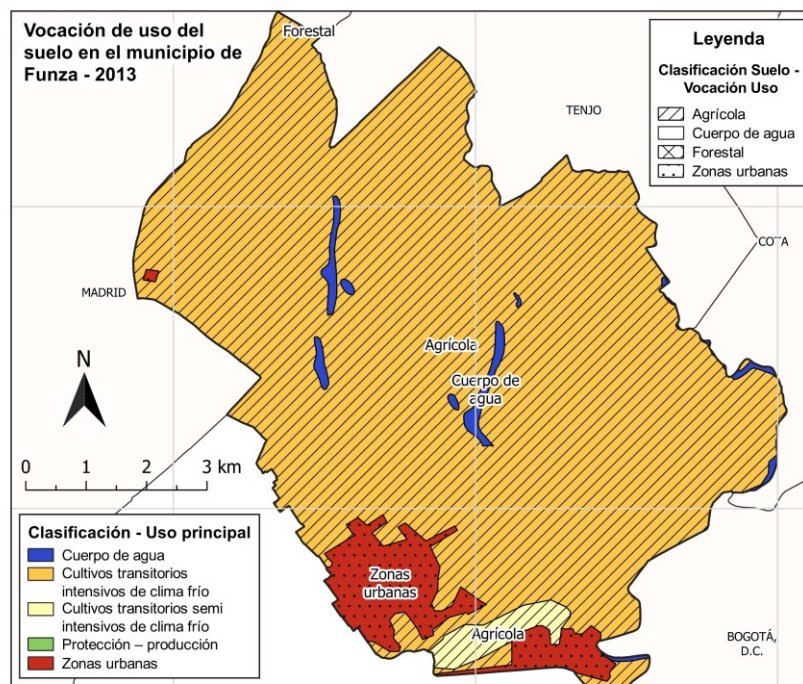 Vocación de uso del
suelo en el municipio de
Funza - 2013
Forestal
Leyenda
Clasificación Suelo -
Vocación Uso
Agrícola
Cuerpo de agua
Forestal
Zonas urbanas
TENJO
COTA
MADRID
Agrícola
Cuerpo de
agua
N
0 1 2 3 km
Clasificación - Uso principal
Cuerpo de agua
Cultivos transitorios
intensivos de clima frío
Cultivos transitorios semi
intensivos de clima frío
Protección – producción
Zonas urbanas
Zonas
urbanas
Agrícola
BOGOTÁ,
D.C.